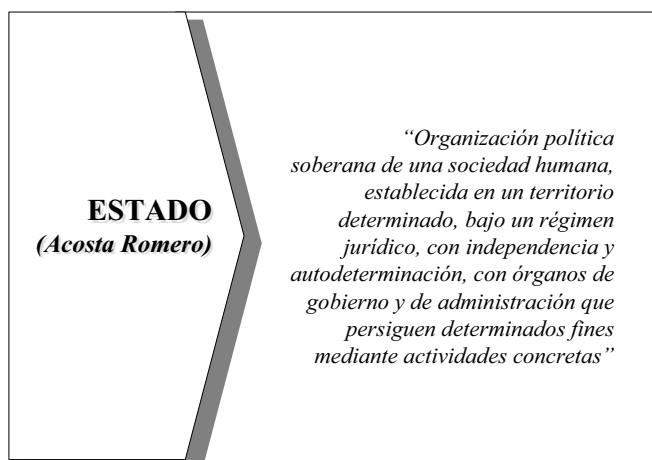 ESTADO
(Acosta Romero)
“Organización política
soberana de una sociedad humana,
establecida en un territorio
determinado, bajo un régimen
jurídico, con independencia y
autodeterminación, con órganos de
gobierno y de administración que
persiguen determinados fines
mediante actividades concretas”